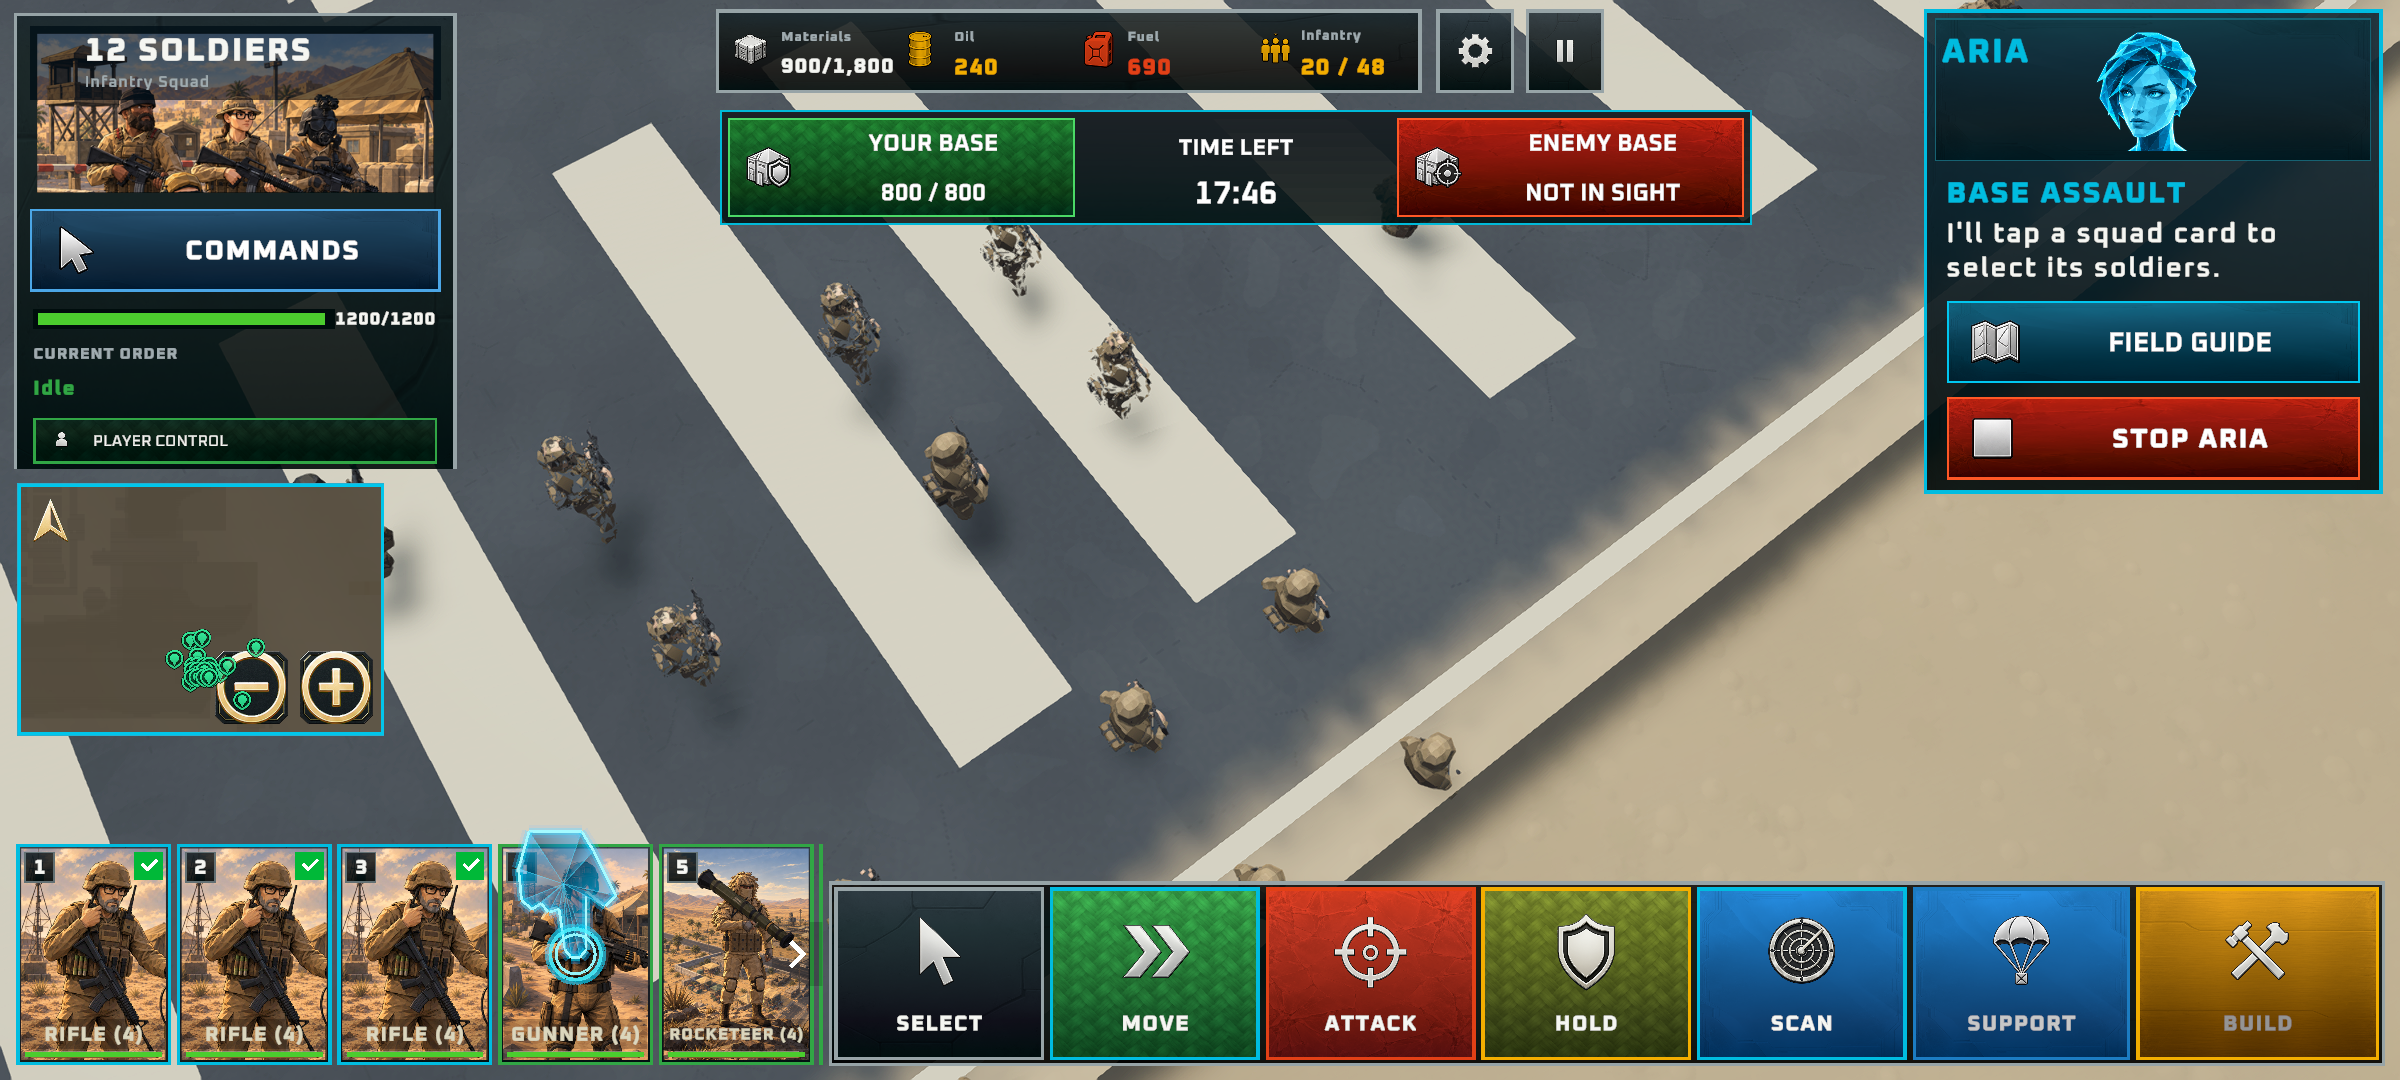 12 SOLDIERS
Infantry Squad
COMMANDS
1200/1200
CURRENT ORDER
Idle
PLAYER CONTROL
Materials
900/1,800
Oil
240
Fuel
690
Infantry
20 / 48
YOUR BASE
800 / 800
TIME LEFT
17:46
ENEMY BASE
NOT IN SIGHT
ARIA
BASE ASSAULT
I'll tap a squad card to
select its soldiers.
FIELD GUIDE
STOP ARIA
1
RIFLE (4)
2
RIFLE (4)
3
RIFLE (4)
GUNNER (4)
5
ROCKETEER (4)
SELECT
MOVE
ATTACK
HOLD
SCAN
SUPPORT
BUILD